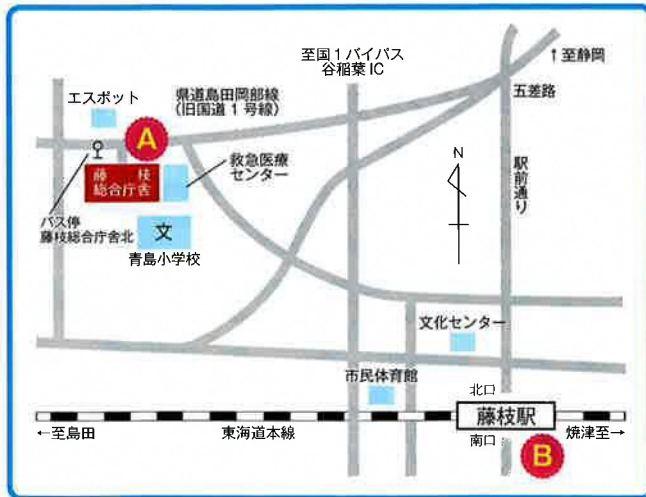 至国1バイパス
谷稲葉IC
↑至静岡
エスポット
県道島田岡部線
(旧国道1号線)
五差路
A
N
救急医療
センター
藤枝
総合庁舎
駅前通り
バス停
藤枝総合庁舎北
文
青島小学校
文化センター
市民体育館
北口
藤枝駅
←至島田
東海道本線
南口
焼津至→
B